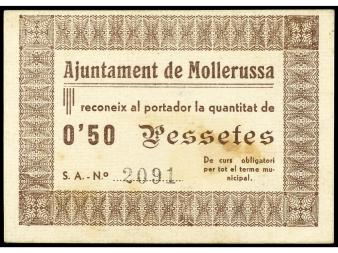 Ajuntament de Mollerussa
reconeix al portador la quantitat de
0'50 Pessetes
De curs obligatori
per tot el terme mu-
nicipal.
S. A. - Nº 2091